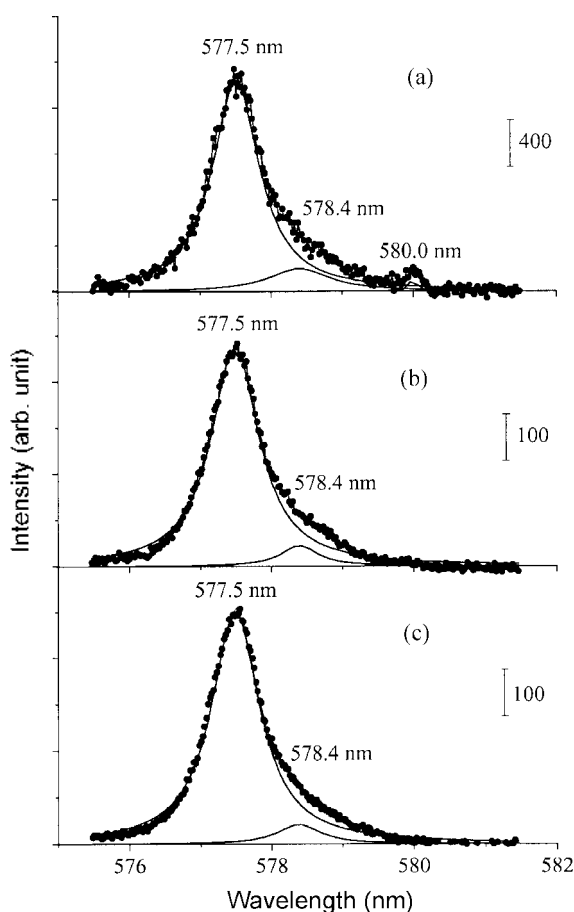 577.5 nm
(a)
400
578.4 nm
580.0 nm
577.5 nm
(b)
100
578.4 nm
577.5 nm
(c)
100
578.4 nm
Intensity (arb. unit)
576 578 580 582
Wavelength (nm)